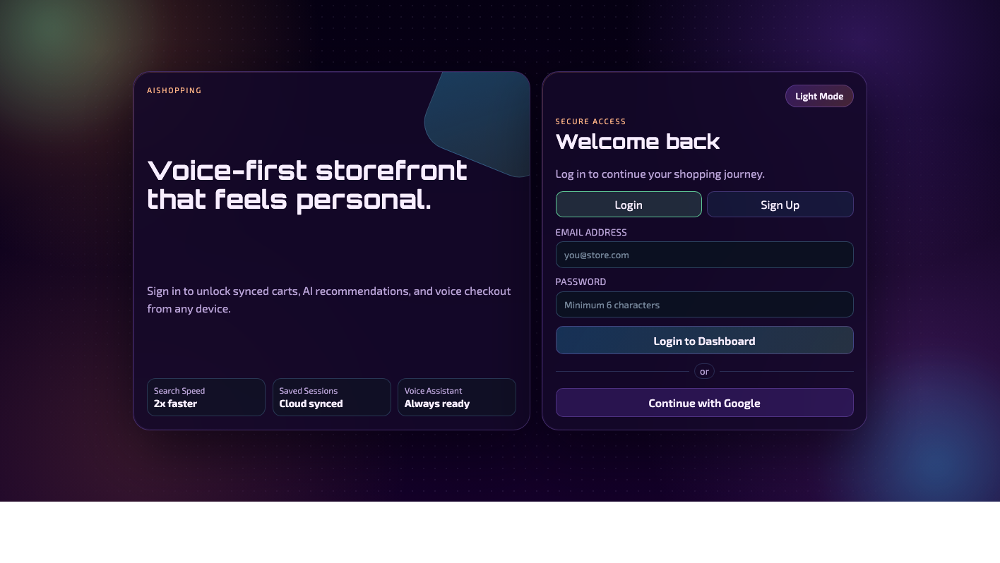 AISHOPPING
Voice-first storefront
that feels personal.
Sign in to unlock synced carts, AI recommendations, and voice checkout
from any device.
Search Speed
2x faster
Saved Sessions
Cloud synced
Voice Assistant
Always ready
Light Mode
SECURE ACCESS
Welcome back
Log in to continue your shopping journey.
Login
Sign Up
EMAIL ADDRESS
you@store.com
PASSWORD
Minimum 6 characters
Login to Dashboard
or
Continue with Google